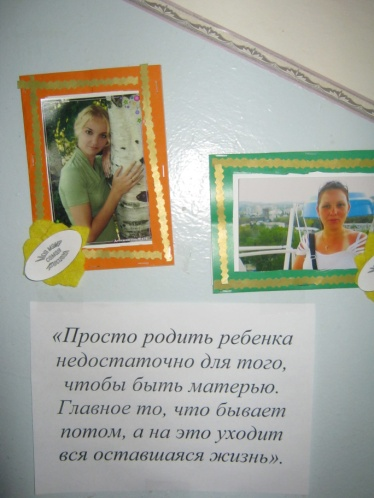 «Просто родить ребенка
недостаточно для того,
чтобы быть матерью.
Главное то, что бывает
потом, а на это уходит
вся оставшаяся жизнь».